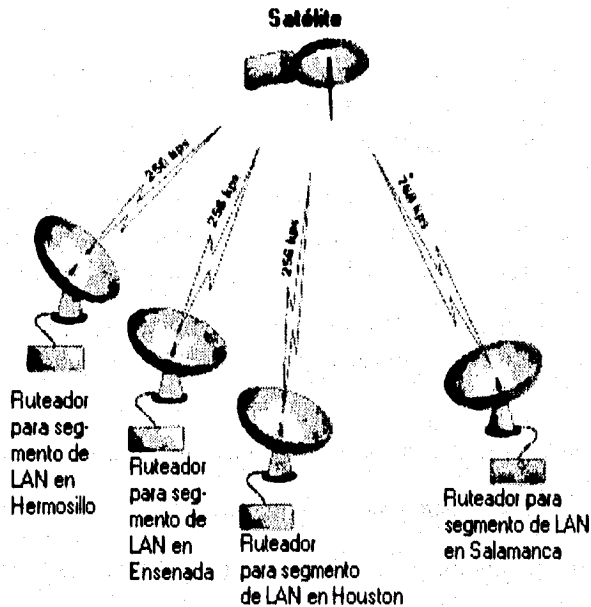 Satélite
256 kps
256 kps
256 kps
768 kps
Ruteador
para seg-
mento de
LAN en
Hermosillo
Ruteador
para seg-
mento de
LAN en
Ensenada
Ruteador
para segmento
de LAN en Houston
Ruteador para
segmento de LAN
en Salamanca